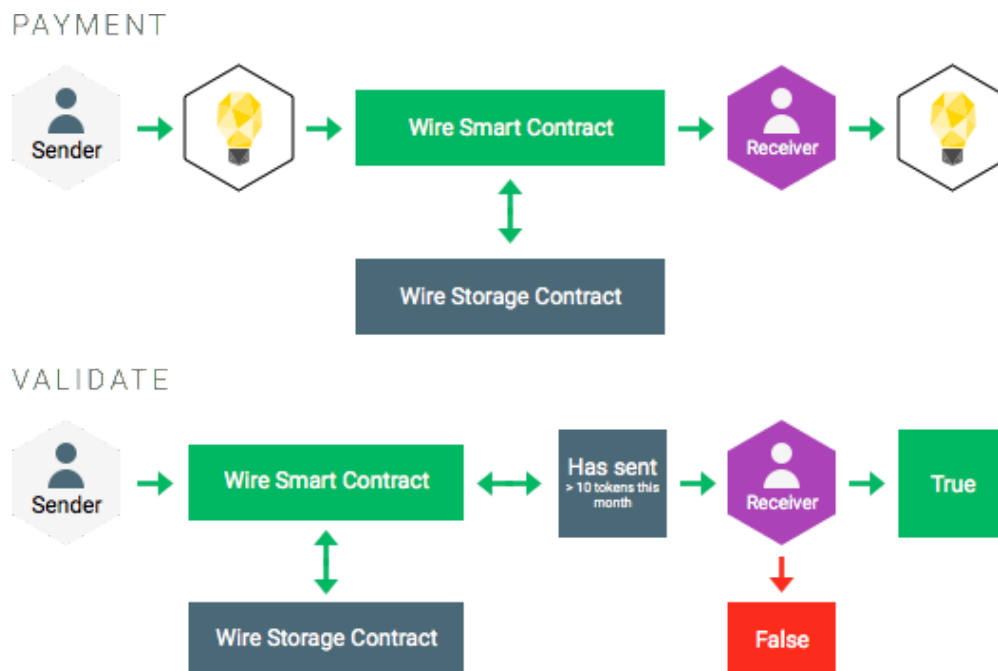 PAYMENT
Sender
Wire Smart Contract
Receiver
Wire Storage Contract
VALIDATE
Sender
Wire Smart Contract
Has sent
> 10 tokens this
month
Receiver
True
Wire Storage Contract
False